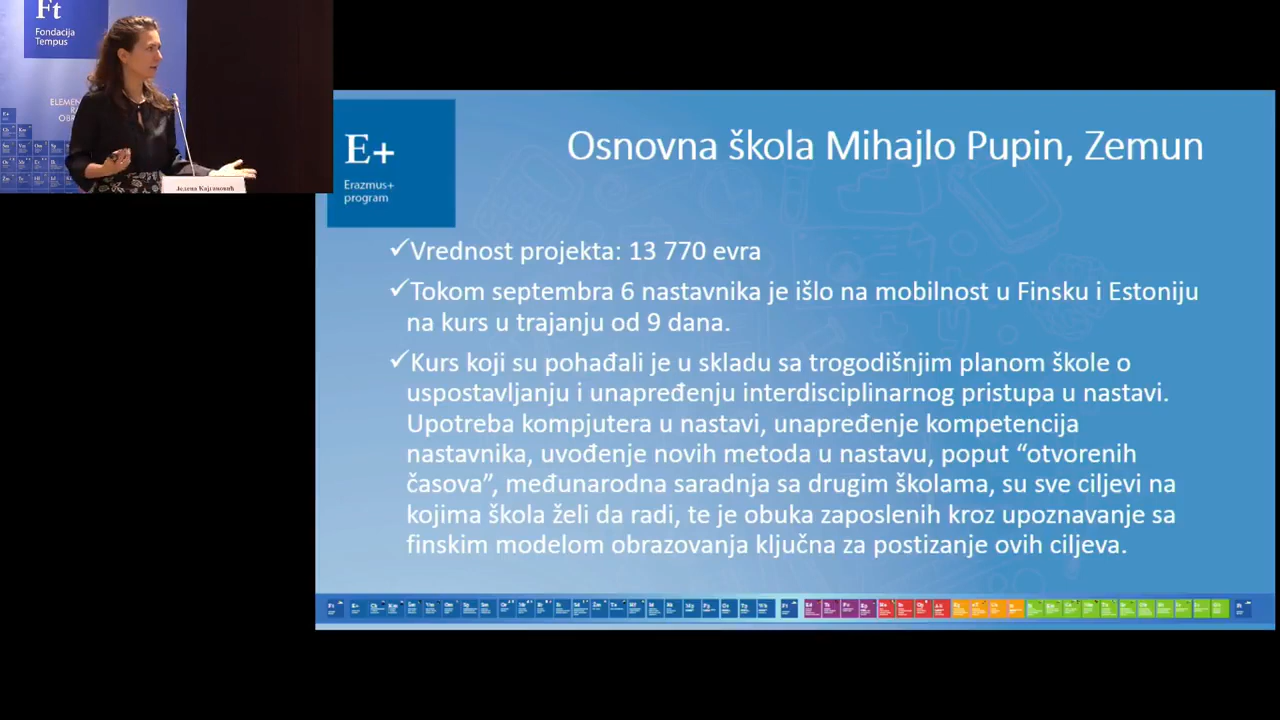 Ft
Fondacija
Tempus
E+
Erazmus+
program
Osnovna škola Mihajlo Pupin, Zemun
✓Vrednost projekta: 13 770 evra
✓Tokom septembra 6 nastavnika je išlo na mobilnost u Finsku i Estoniju
na kurs u trajanju od 9 dana.
✓Kurs koji su pohađali je u skladu sa trogodišnjim planom škole o
uspostavljanju i unapređenju interdisciplinarnog pristupa u nastavi.
Upotreba kompjutera u nastavi, unapređenje kompetencija
nastavnika, uvođenje novih metoda u nastavu, poput “otvorenih
časova”, međunarodna saradnja sa drugim školama, su sve ciljevi na
kojima škola želi da radi, te je obuka zaposlenih kroz upoznavanje sa
finskim modelom obrazovanja ključna za postizanje ovih ciljeva.